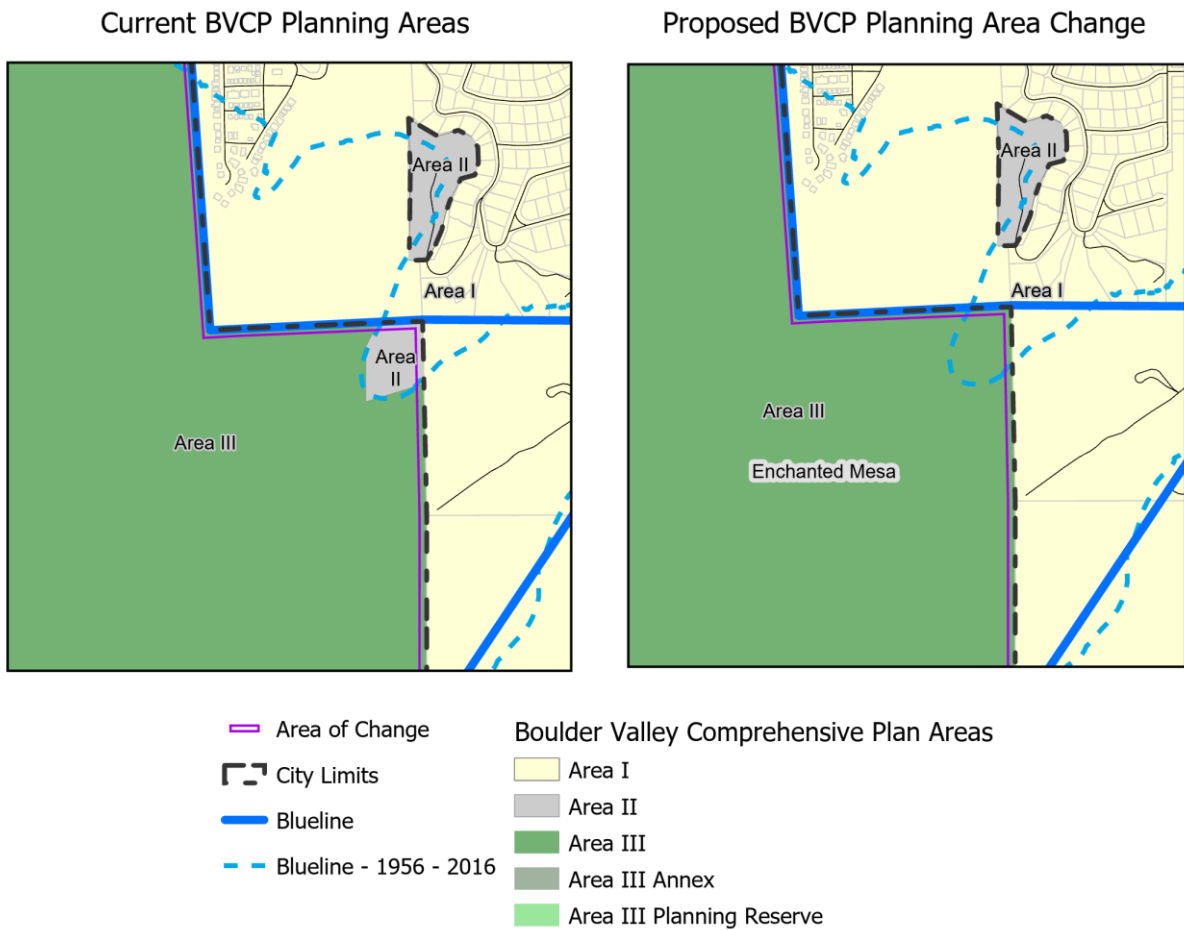 Current BVCP Planning Areas
Proposed BVCP Planning Area Change
Area II
Area I
Area
II
Area III
Area II
Area I
Area III
Enchanted Mesa
Area of Change
City Limits
Blueline
Blueline - 1956 - 2016
Boulder Valley Comprehensive Plan Areas
Area I
Area II
Area III
Area III Annex
Area III Planning Reserve